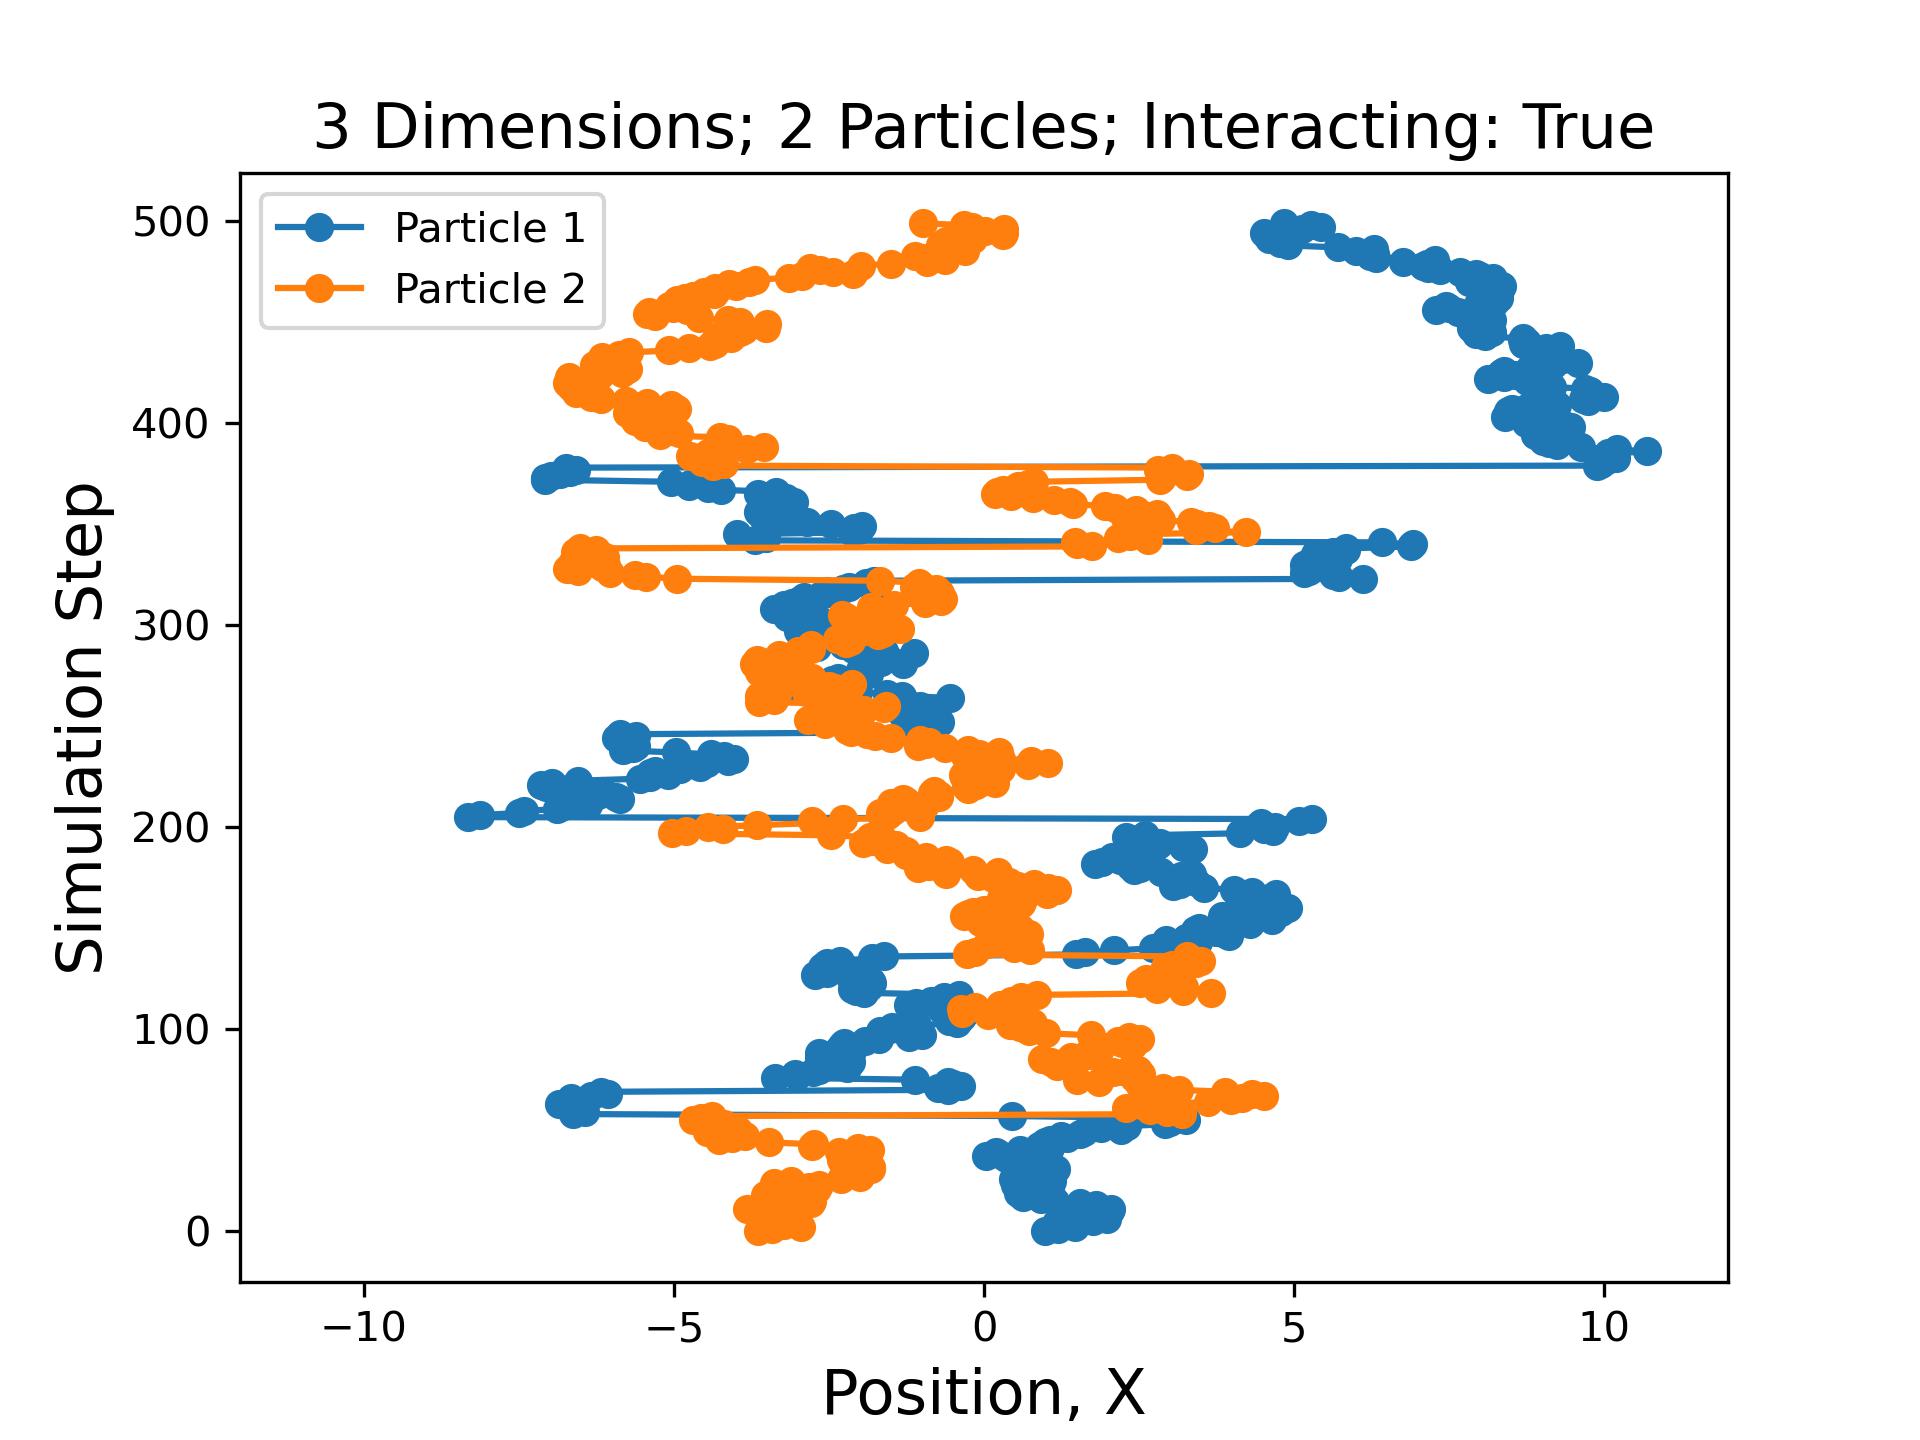 3 Dimensions; 2 Particles; Interacting: True
Particle 1
Particle 2
Simulation Step
500
400
300
200
100
0
−10
−5
0
5
10
Position, X